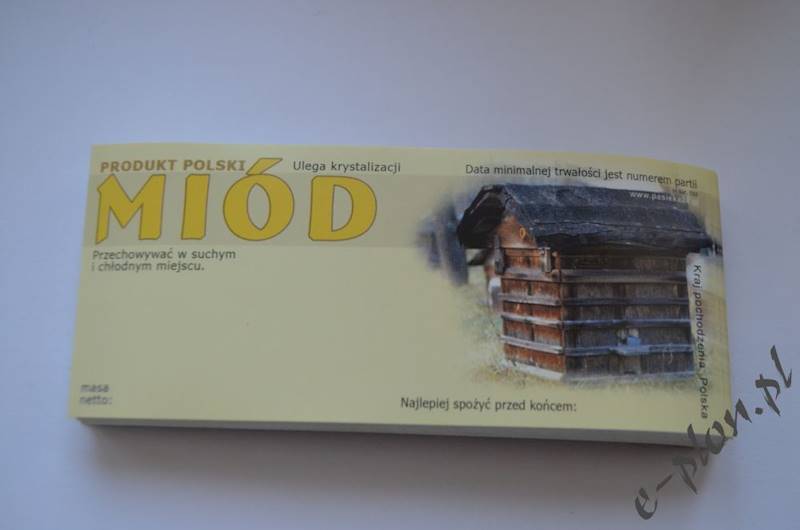 PRODUKT POLSKI
Ulega krystalizacji
Data minimalnej trwałości jest numerem partii
MIÓD
Przechowywać w suchym
i chłodnym miejscu.
Kraj pochodzenia: Polska
masa
netto:
Najlepiej spożyć przed końcem:
e-plan.pl